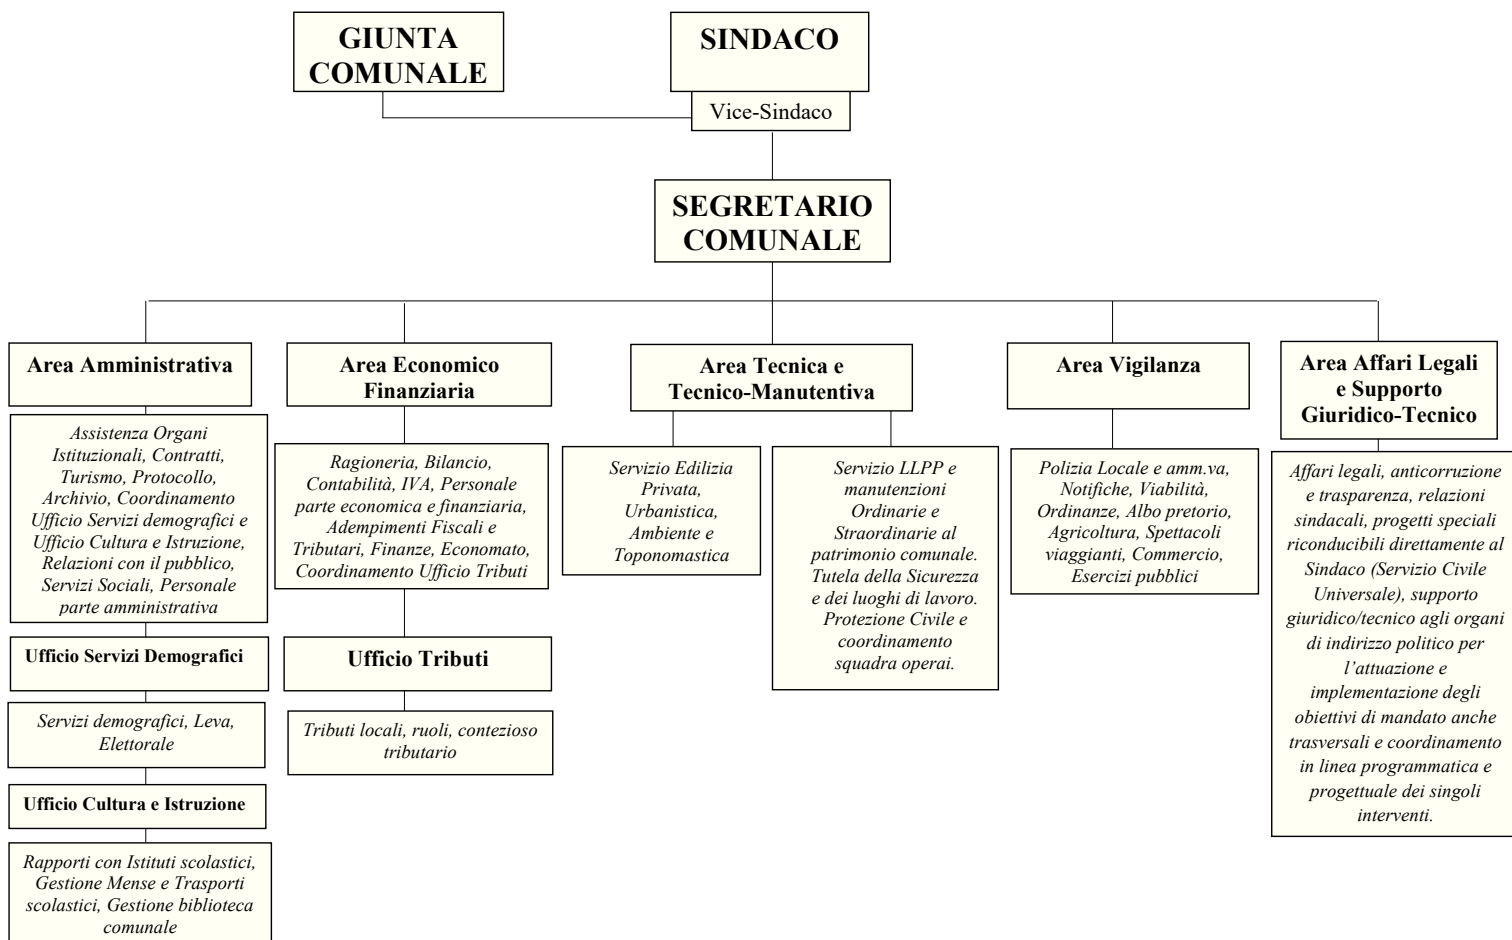 GIUNTA
COMUNALE
SINDACO
Vice-Sindaco
SEGRETARIO
COMUNALE
Area Amministrativa
Assistenza Organi
Istituzionali, Contratti,
Turismo, Protocollo,
Archivio, Coordinamento
Ufficio Servizi demografici e
Ufficio Cultura e Istruzione,
Relazioni con il pubblico,
Servizi Sociali, Personale
parte amministrativa
Ufficio Servizi Demografici
Servizi demografici, Leva,
Elettorale
Ufficio Cultura e Istruzione
Rapporti con Istituti scolastici,
Gestione Mense e Trasporti
scolastici, Gestione biblioteca
comunale
Area Economico
Finanziaria
Ragioneria, Bilancio,
Contabilità, IVA, Personale
parte economica e finanziaria,
Adempimenti Fiscali e
Tributari, Finanze, Economato,
Coordinamento Ufficio Tributi
Ufficio Tributi
Tributi locali, ruoli, contezioso
tributario
Area Tecnica e
Tecnico-Manutentiva
Servizio Edilizia
Privata,
Urbanistica,
Ambiente e
Toponomastica
Servizio LLPP e
manutenzioni
Ordinarie e
Straordinarie al
patrimonio comunale.
Tutela della Sicurezza
e dei luoghi di lavoro.
Protezione Civile e
coordinamento
squadra operai.
Area Vigilanza
Polizia Locale e amm.va,
Notifiche, Viabilità,
Ordinanze, Albo pretorio,
Agricoltura, Spettacoli
viaggianti, Commercio,
Esercizi pubblici
Area Affari Legali
e Supporto
Giuridico-Tecnico
Affari legali, anticorruzione
e trasparenza, relazioni
sindacali, progetti speciali
riconducibili direttamente al
Sindaco (Servizio Civile
Universale), supporto
giuridico/tecnico agli organi
di indirizzo politico per
l’attuazione e
implementazione degli
obiettivi di mandato anche
trasversali e coordinamento
in linea programmatica e
progettuale dei singoli
interventi.